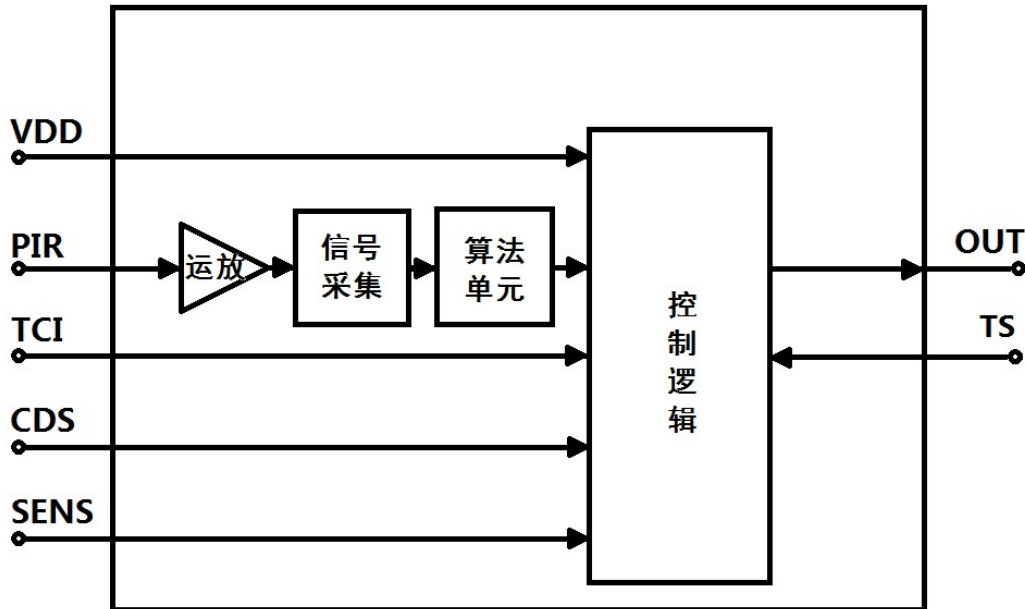 VDD
PIR
运放
信号
采集
算法
单元
OUT
TCI
TS
控
制
逻
辑
CDS
SENS